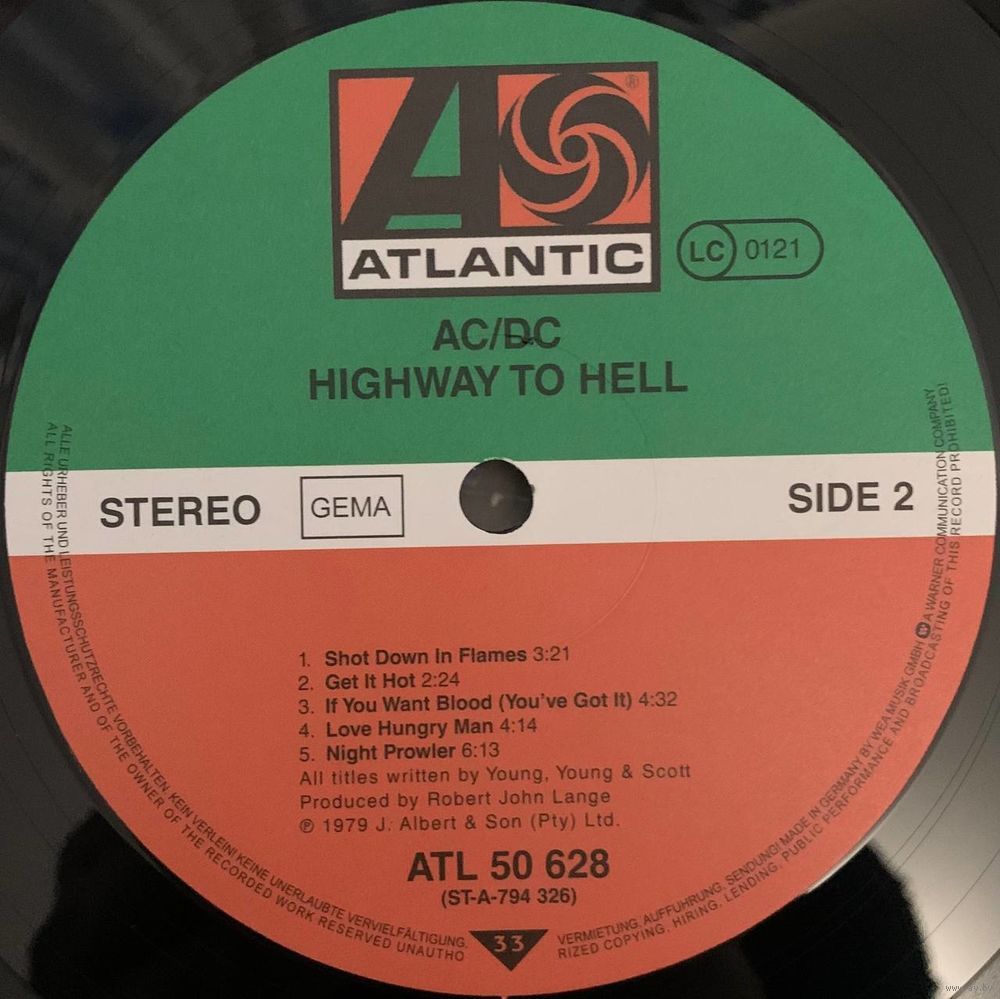 ATLANTIC
®
LC 0121
AC/DC
HIGHWAY TO HELL
STEREO
GEMA
SIDE 2
1. Shot Down In Flames 3:21
2. Get It Hot 2:24
3. If You Want Blood (You've Got It) 4:32
4. Love Hungry Man 4:14
5. Night Prowler 6:13
All titles written by Young, Young & Scott
Produced by Robert John Lange
℗ 1979 J. Albert & Son (Pty) Ltd.
ATL 50 628
(ST-A-794 326)
33
ALLE URHEBER UND LEISTUNGSSCHUTZRECHTE VORBEHALTEN. KEIN VERLEIH! KEINE UNERLAUBTE VERVIELFÄLTIGUNG,
VERMIETUNG, AUFFÜHRUNG, SENDUNG! MADE IN GERMANY BY WEA MUSIK GMBH A WARNER COMMUNICATION COMPANY
ALL RIGHTS OF THE MANUFACTURER AND OF THE OWNER OF THE RECORDED WORK RESERVED UNAUTHO
RIZED COPYING, HIRING, LENDING, PUBLIC PERFORMANCE AND BROADCASTING OF THIS RECORD PROHIBITED!
www.ay.by